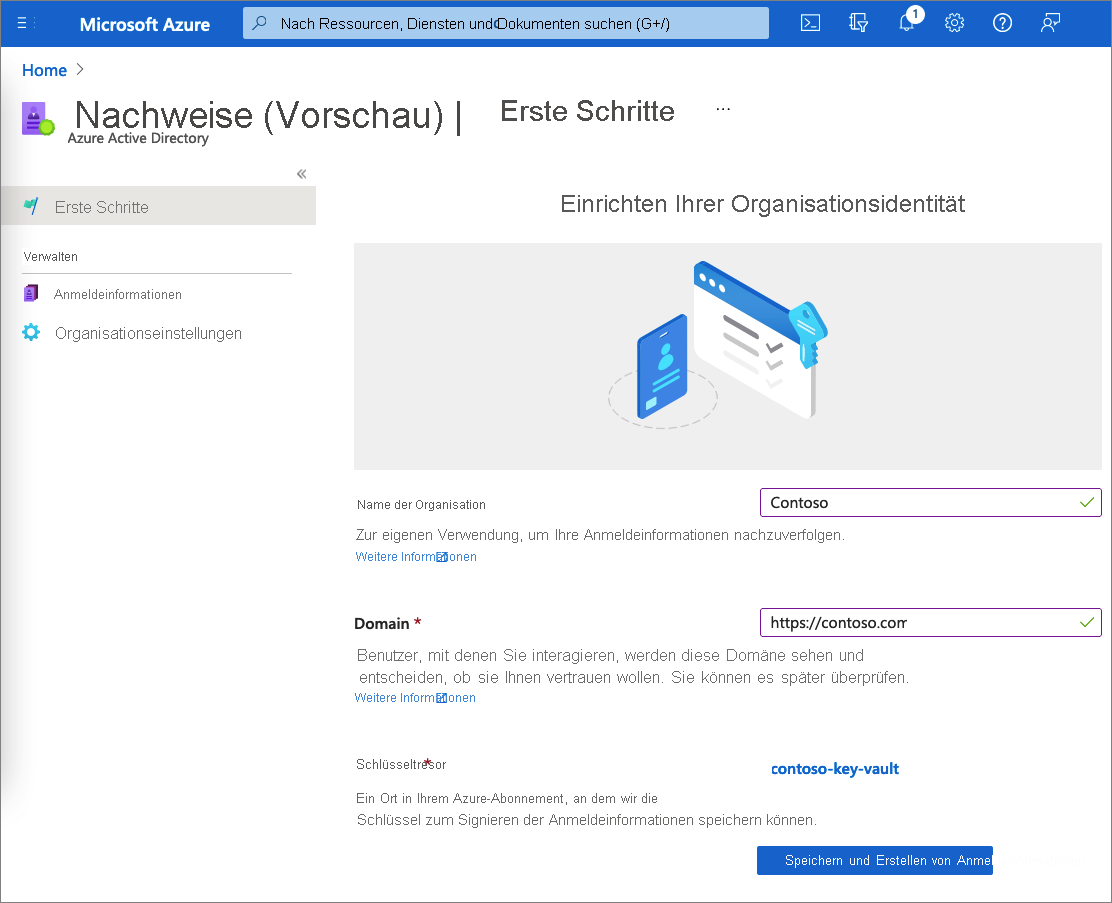 Microsoft Azure
Nach Ressourcen, Diensten und Dokumenten suchen (G+/)
1
Home
Nachweise (Vorschau) | Erste Schritte ...
Azure Active Directory
«
Erste Schritte
Verwalten
Anmeldeinformationen
Organisationseinstellungen
Einrichten Ihrer Organisationsidentität
Name der Organisation
Contoso
Zur eigenen Verwendung, um Ihre Anmeldeinformationen nachzuverfolgen.
Weitere Informationen
Domain *
https://contoso.com
Benutzer, mit denen Sie interagieren, werden diese Domäne sehen und
entscheiden, ob sie Ihnen vertrauen wollen. Sie können es später überprüfen.
Weitere Informationen
Schlüsseltresor *
contoso-key-vault
Ein Ort in Ihrem Azure-Abonnement, an dem wir die
Schlüssel zum Signieren der Anmeldeinformationen speichern können.
Speichern und Erstellen von Anmel